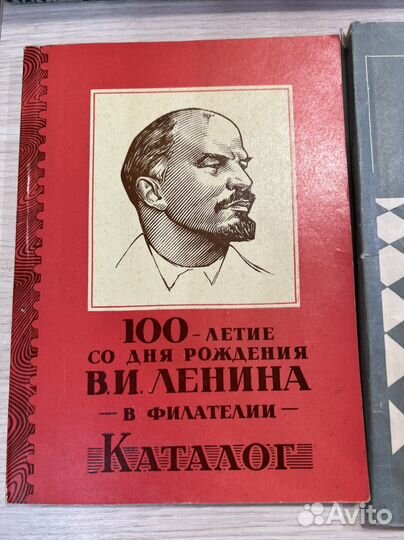 100-ЛЕТИЕ
СО ДНЯ РОЖДЕНИЯ
В.И.ЛЕНИНА
— В ФИЛАТЕЛИИ —
КАТАЛОГ
Avito